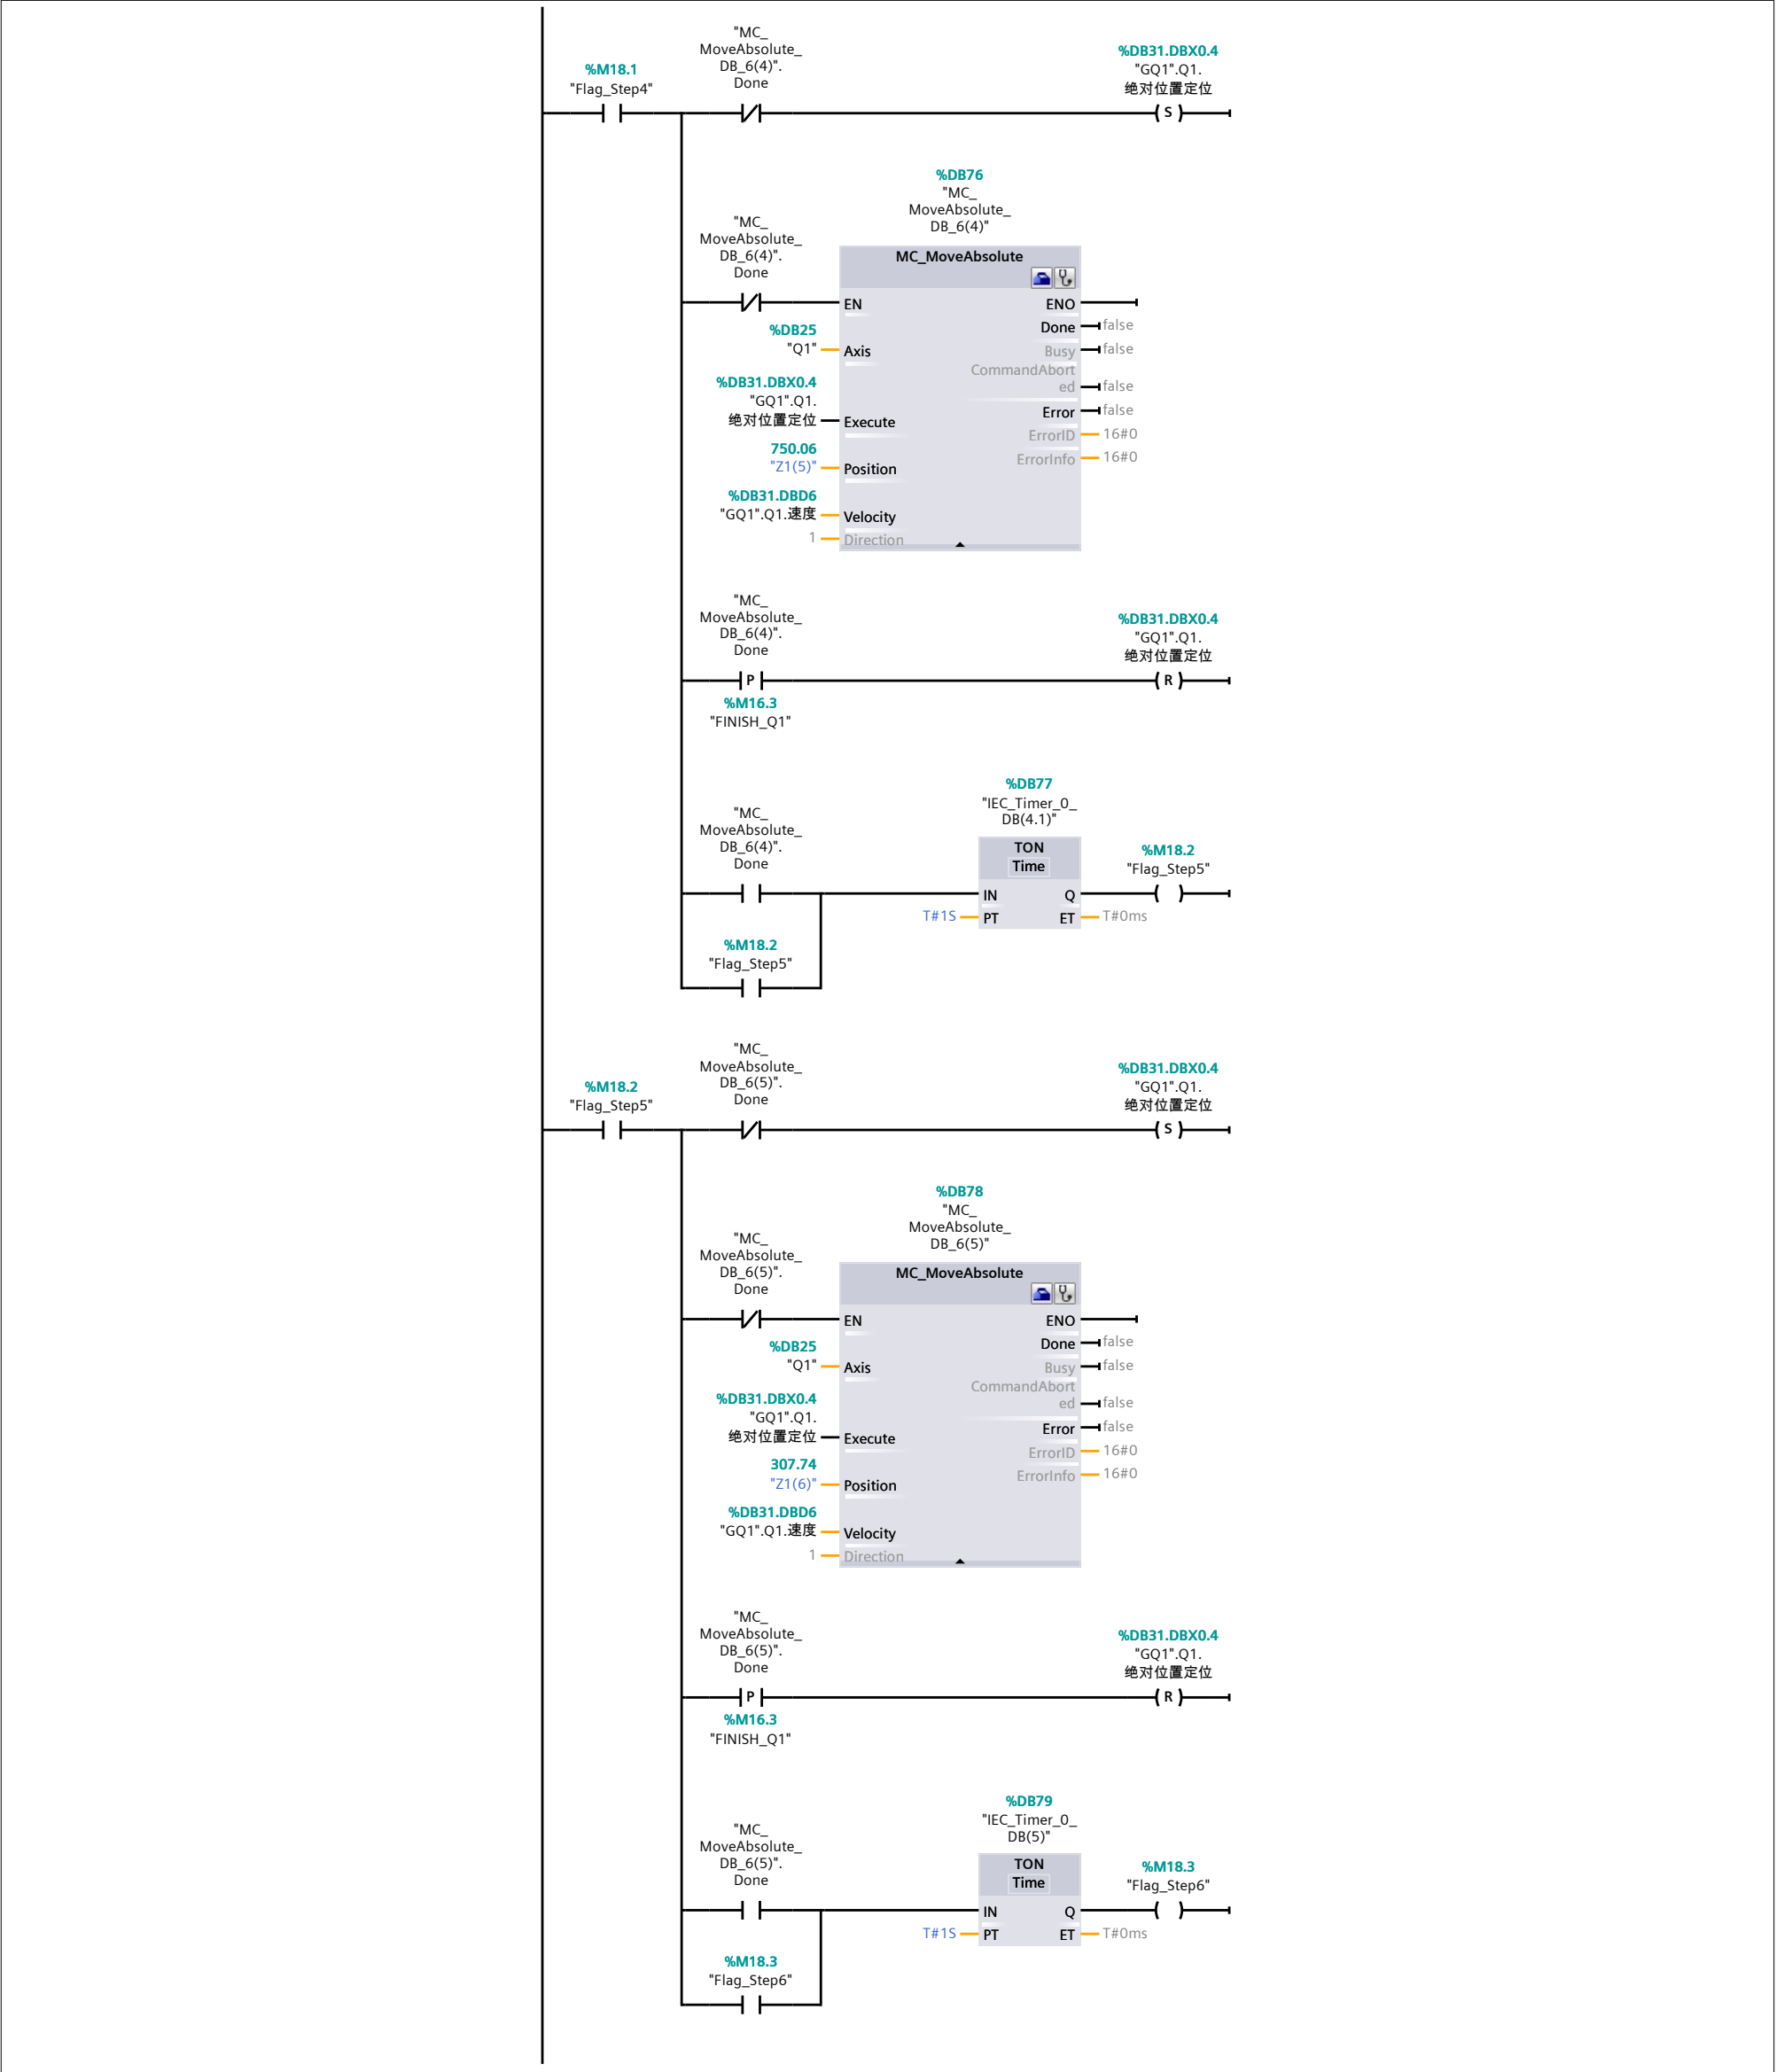 "MC_
MoveAbsolute_
DB_6(4)".
Done
%DB31.DBX0.4
"GQ1".Q1.
绝对位置定位
%M18.1
"Flag_Step4"
S
%DB76
"MC_
MoveAbsolute_
DB_6(4)"
"MC_
MoveAbsolute_
DB_6(4)".
Done
MC_MoveAbsolute
EN
ENO
Done
false
%DB25
"Q1"
Axis
Busy
false
CommandAbort
ed
false
%DB31.DBX0.4
"GQ1".Q1.
绝对位置定位
Execute
Error
false
ErrorID
16#0
ErrorInfo
16#0
750.06
"Z1(5)"
Position
%DB31.DBD6
"GQ1".Q1.速度
Velocity
1
Direction
"MC_
MoveAbsolute_
DB_6(4)".
Done
%DB31.DBX0.4
"GQ1".Q1.
绝对位置定位
P
R
%M16.3
"FINISH_Q1"
%DB77
"IEC_Timer_0_
DB(4.1)"
"MC_
MoveAbsolute_
DB_6(4)".
Done
TON
Time
%M18.2
"Flag_Step5"
IN
Q
T#1S
PT
ET
T#0ms
%M18.2
"Flag_Step5"
"MC_
MoveAbsolute_
DB_6(5)".
Done
%DB31.DBX0.4
"GQ1".Q1.
绝对位置定位
%M18.2
"Flag_Step5"
S
%DB78
"MC_
MoveAbsolute_
DB_6(5)"
"MC_
MoveAbsolute_
DB_6(5)".
Done
MC_MoveAbsolute
EN
ENO
Done
false
%DB25
"Q1"
Axis
Busy
false
CommandAbort
ed
false
%DB31.DBX0.4
"GQ1".Q1.
绝对位置定位
Execute
Error
false
ErrorID
16#0
ErrorInfo
16#0
307.74
"Z1(6)"
Position
%DB31.DBD6
"GQ1".Q1.速度
Velocity
1
Direction
"MC_
MoveAbsolute_
DB_6(5)".
Done
%DB31.DBX0.4
"GQ1".Q1.
绝对位置定位
P
R
%M16.3
"FINISH_Q1"
%DB79
"IEC_Timer_0_
DB(5)"
"MC_
MoveAbsolute_
DB_6(5)".
Done
TON
Time
%M18.3
"Flag_Step6"
IN
Q
T#1S
PT
ET
T#0ms
%M18.3
"Flag_Step6"